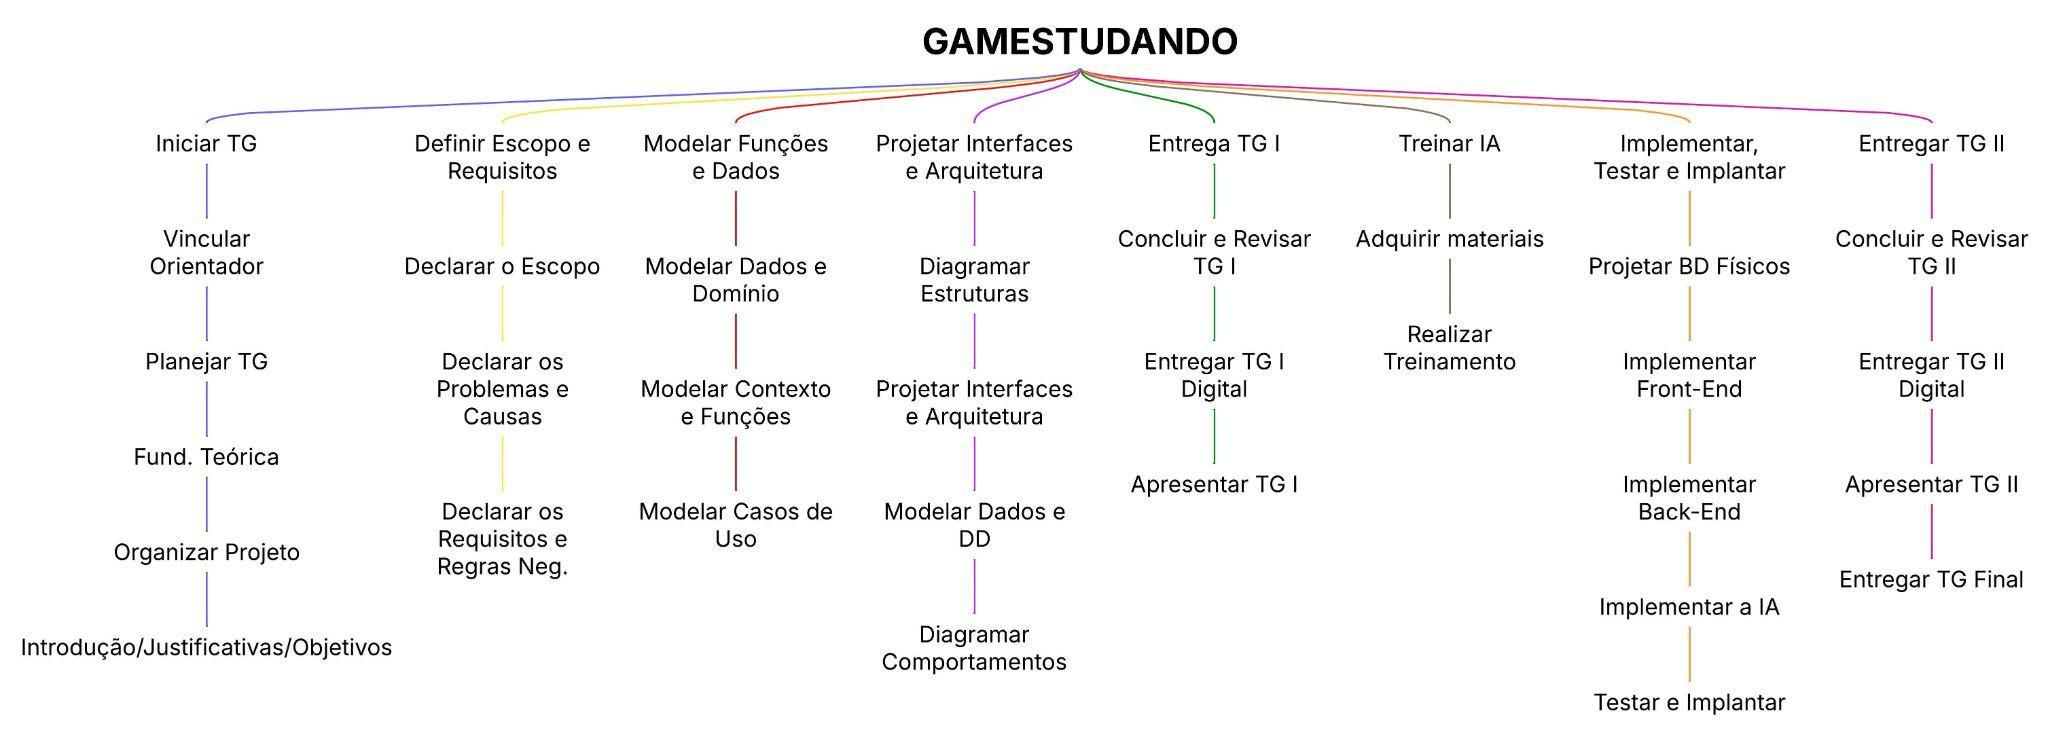 GAMESTUDANDO
Iniciar TG
Vincular
Orientador
Planejar TG
Fund. Teórica
Organizar Projeto
Introdução/Justificativas/Objetivos
Definir Escopo e
Requisitos
Declarar o Escopo
Declarar os
Problemas e
Causas
Declarar os
Requisitos e
Regras Neg.
Modelar Funções
e Dados
Modelar Dados e
Domínio
Modelar Contexto
e Funções
Modelar Casos de
Uso
Projetar Interfaces
e Arquitetura
Diagramar
Estruturas
Projetar Interfaces
e Arquitetura
Modelar Dados e
DD
Diagramar
Comportamentos
Entrega TG I
Concluir e Revisar
TG I
Entregar TG I
Digital
Apresentar TG I
Treinar IA
Adquirir materiais
Realizar
Treinamento
Implementar,
Testar e Implantar
Projetar BD Físicos
Implementar
Front-End
Implementar
Back-End
Implementar a IA
Testar e Implantar
Entregar TG II
Concluir e Revisar
TG II
Entregar TG II
Digital
Apresentar TG II
Entregar TG Final